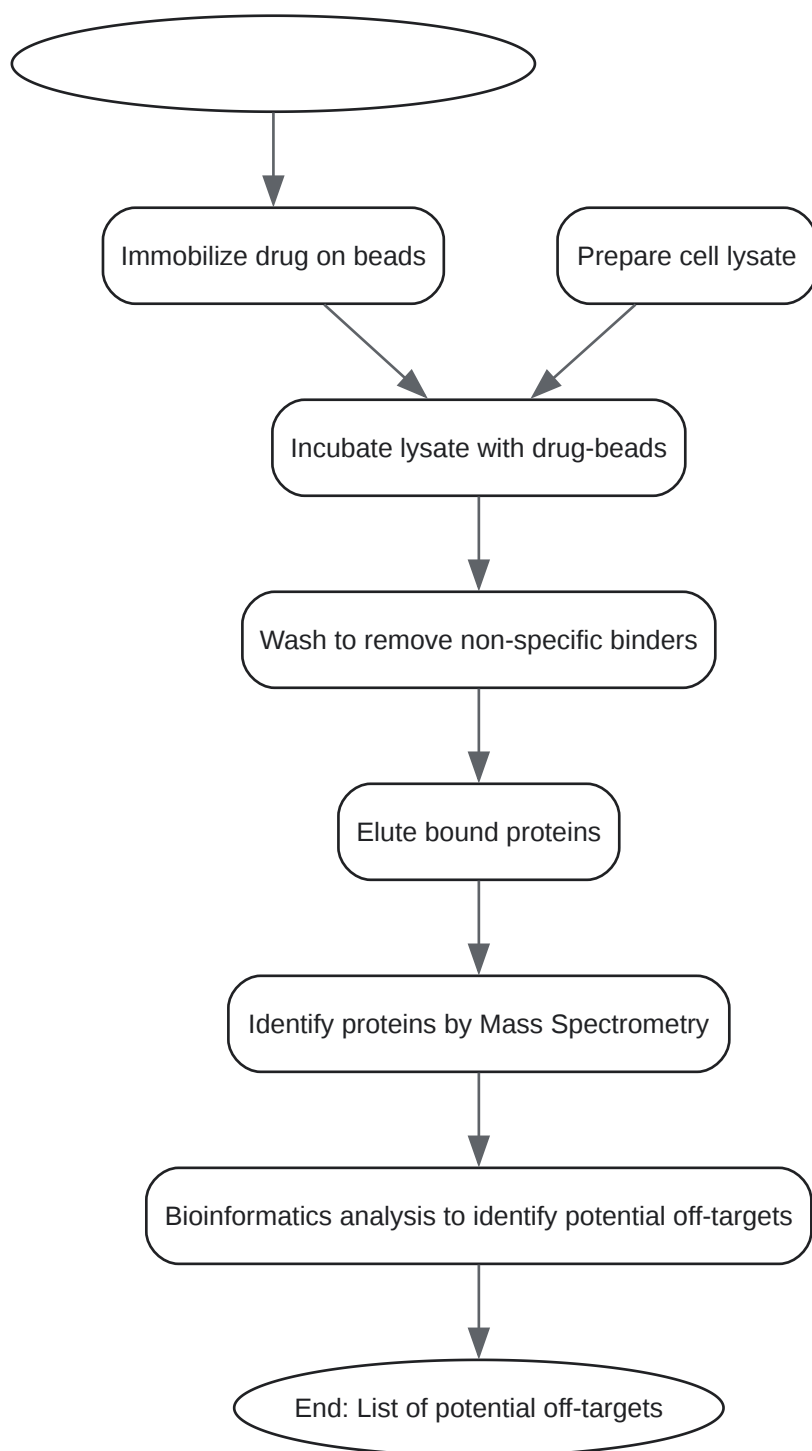 Immobilize drug on beads
Prepare cell lysate
Incubate lysate with drug-beads
Wash to remove non-specific binders
Elute bound proteins
Identify proteins by Mass Spectrometry
Bioinformatics analysis to identify potential off-targets
End: List of potential off-targets